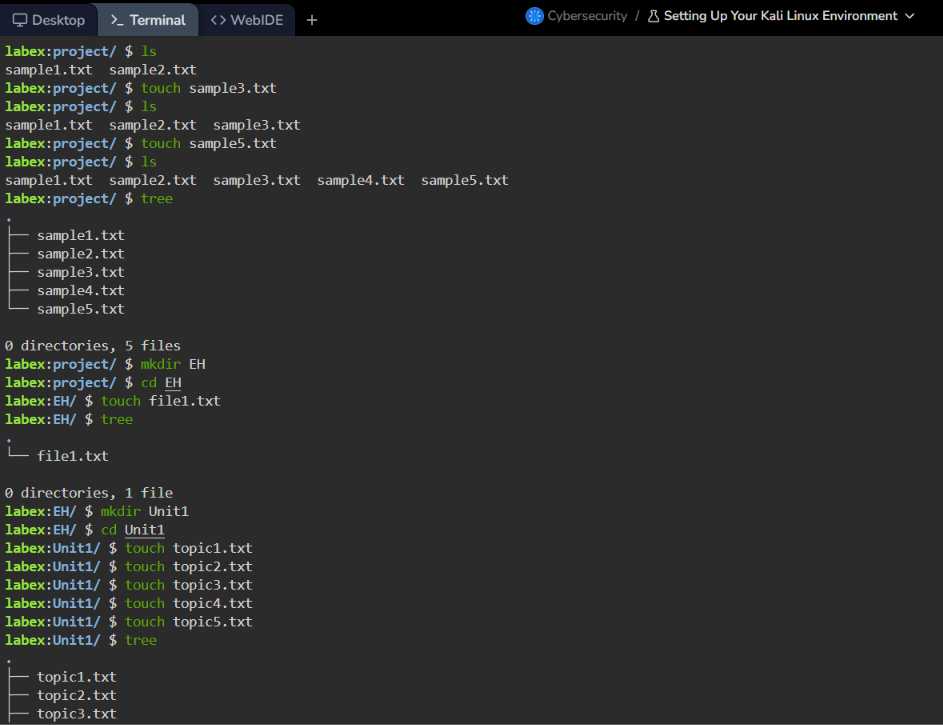 Desktop >_ Terminal <> WebIDE + Cybersecurity / Setting Up Your Kali Linux Environment
labex:project/ $ ls
sample1.txt  sample2.txt
labex:project/ $ touch sample3.txt
labex:project/ $ ls
sample1.txt  sample2.txt  sample3.txt
labex:project/ $ touch sample5.txt
labex:project/ $ ls
sample1.txt  sample2.txt  sample3.txt  sample4.txt  sample5.txt
labex:project/ $ tree
.
├── sample1.txt
├── sample2.txt
├── sample3.txt
├── sample4.txt
└── sample5.txt
0 directories, 5 files
labex:project/ $ mkdir EH
labex:project/ $ cd EH
labex:EH/ $ touch file1.txt
labex:EH/ $ tree
.
└── file1.txt
0 directories, 1 file
labex:EH/ $ mkdir Unit1
labex:EH/ $ cd Unit1
labex:Unit1/ $ touch topic1.txt
labex:Unit1/ $ touch topic2.txt
labex:Unit1/ $ touch topic3.txt
labex:Unit1/ $ touch topic4.txt
labex:Unit1/ $ touch topic5.txt
labex:Unit1/ $ tree
.
├── topic1.txt
├── topic2.txt
├── topic3.txt